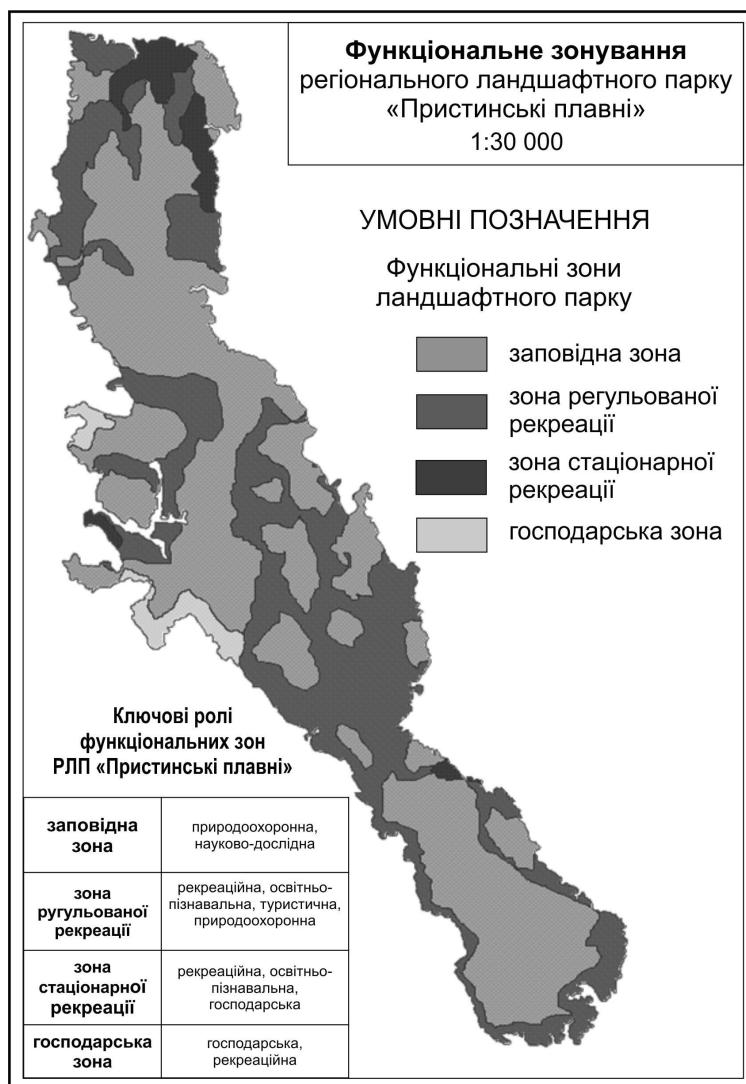 Функціональне зонування
регіонального ландшафтного парку
«Пристинські плавні»
1:30 000
УМОВНІ ПОЗНАЧЕННЯ
Функціональні зони
ландшафтного парку
заповідна зона
зона регульованої
рекреації
зона стаціонарної
рекреації
господарська зона
Ключові ролі
функціональних зон
РЛП «Пристинські плавні»
заповідна
зона
природоохоронна,
науково-дослідна
зона
ругульованої
рекреації
рекреаційна, освітньо-
пізнавальна, туристична,
природоохоронна
зона
стаціонарної
рекреації
рекреаційна, освітньо-
пізнавальна,
господарська
господарська
зона
господарська,
рекреаційна